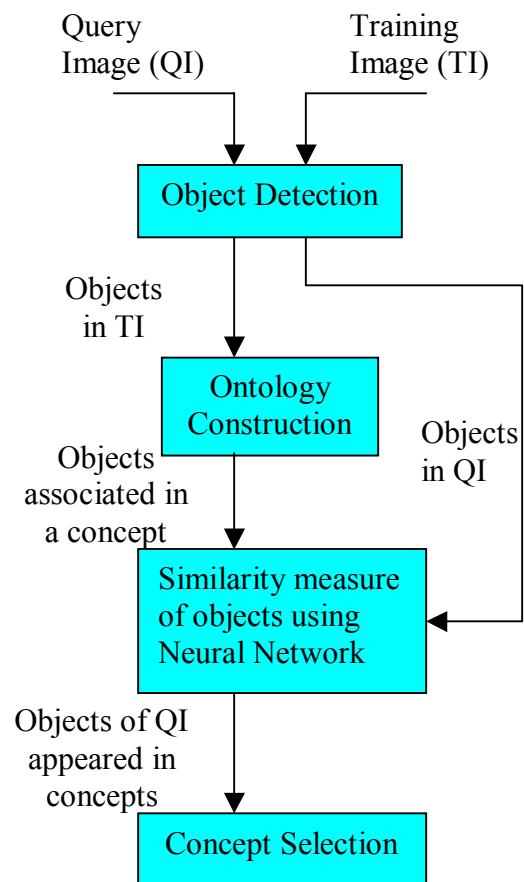 Query
Image (QI)
Training
Image (TI)
Object Detection
Objects
in TI
Ontology
Construction
Objects
in QI
Objects
associated in
a concept
Similarity measure
of objects using
Neural Network
Objects of QI
appeared in
concepts
Concept Selection